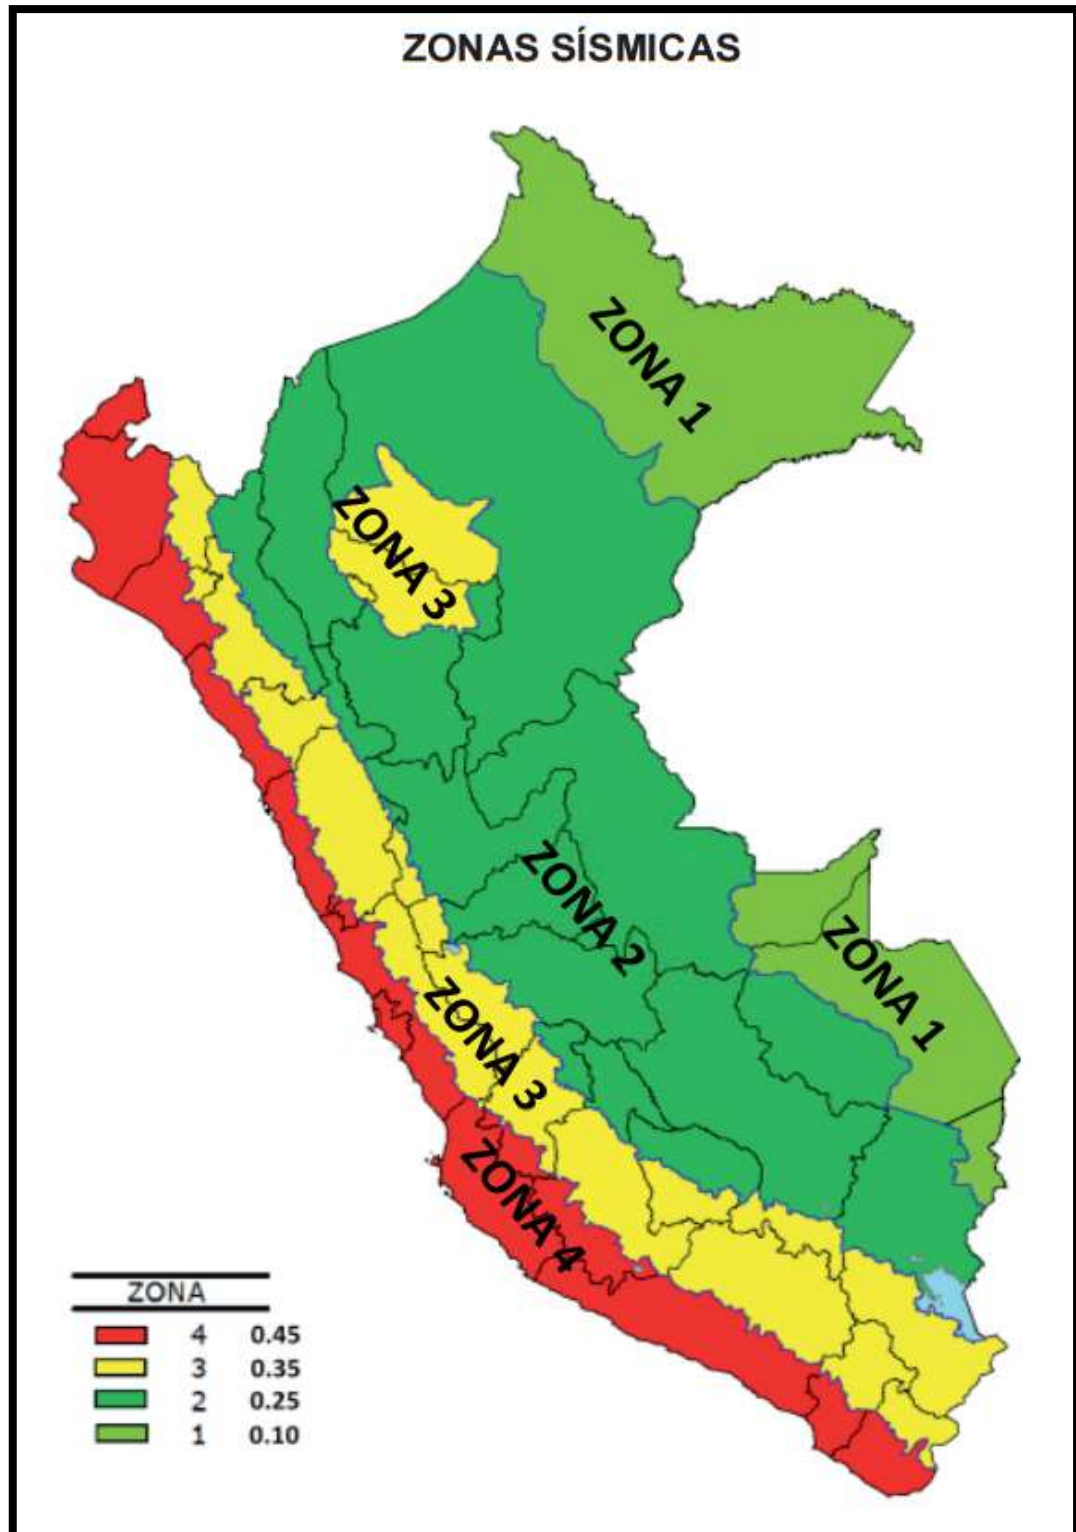 ZONAS SÍSMICAS
ZONA 1
ZONA 3
ZONA 2
ZONA 1
ZONA 3
ZONA 4
ZONA
4 0.45
3 0.35
2 0.25
1 0.10